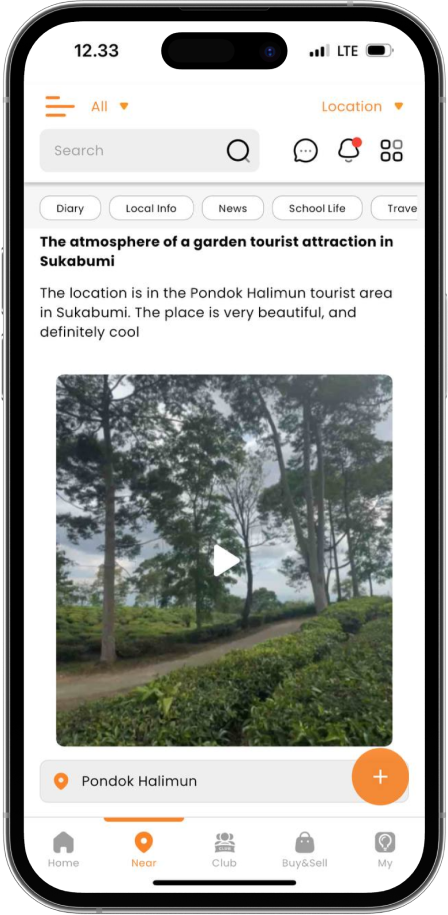 12.33
LTE
All
Location
Search
Diary
Local Info
News
School Life
Trave
The atmosphere of a garden tourist attraction in
Sukabumi
The location is in the Pondok Halimun tourist area
in Sukabumi. The place is very beautiful, and
definitely cool
Pondok Halimun
+
Home
Near
CLUB
Club
Buy&Sell
My